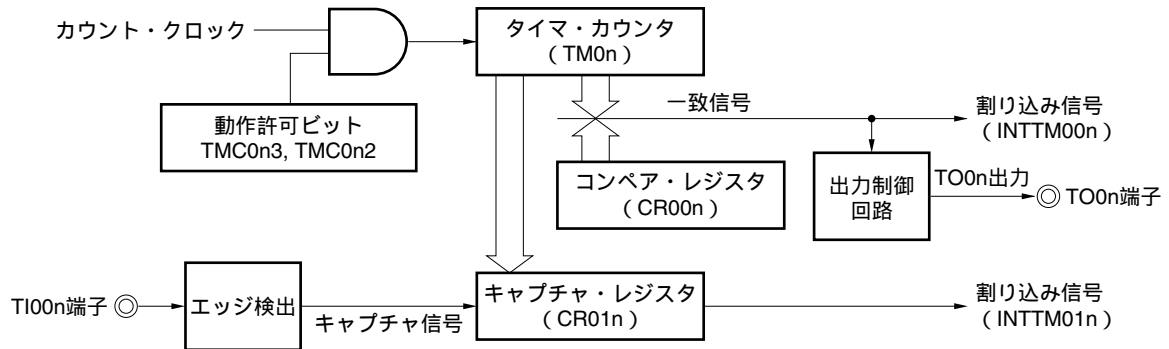 カウント・クロック
タイマ・カウンタ
(TM0n)
動作許可ビット
TMC0n3, TMC0n2
一致信号
割り込み信号
(INTTM00n)
コンペア・レジスタ
(CR00n)
出力制御
回路
TO0n出力
TO0n端子
TI00n端子
エッジ検出
キャプチャ信号
キャプチャ・レジスタ
(CR01n)
割り込み信号
(INTTM01n)